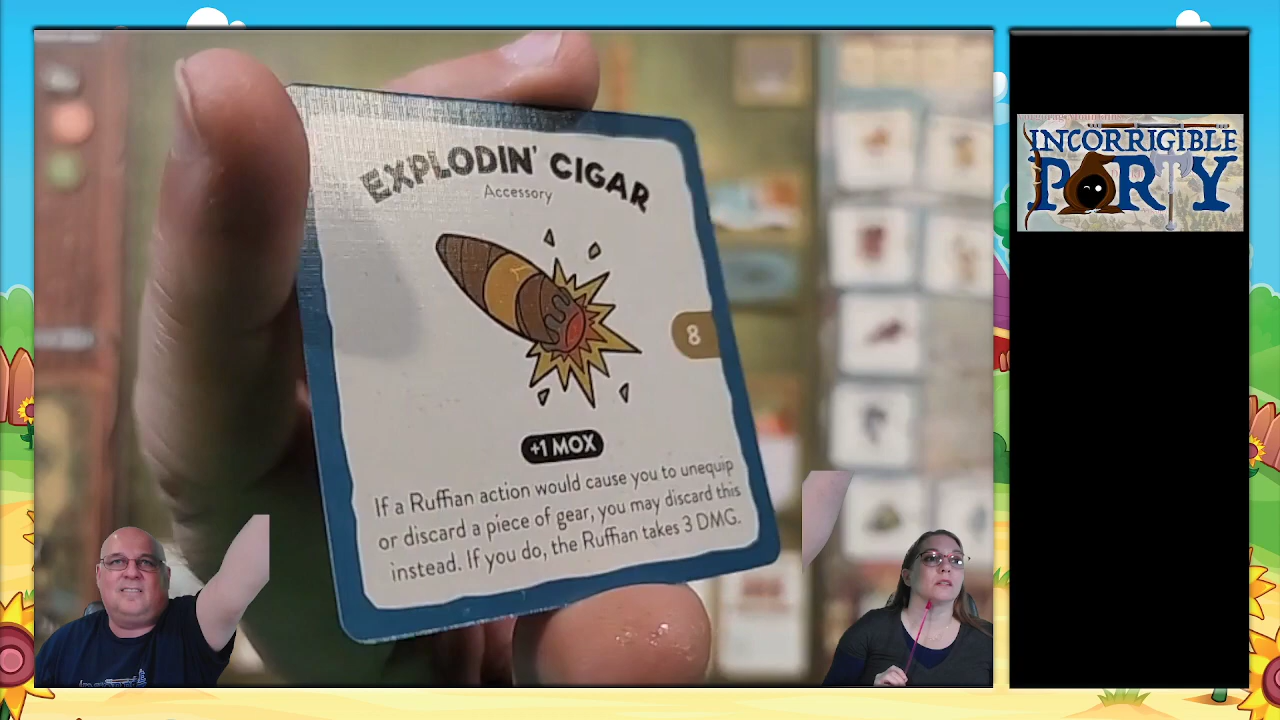 EXPLODIN' CIGAR
Accessory
8
+1 MOX
If a Ruffian action would cause you to unequip
or discard a piece of gear, you may discard this
instead. If you do, the Ruffian takes 3 DMG.
INCORRIGIBLE
PARTY